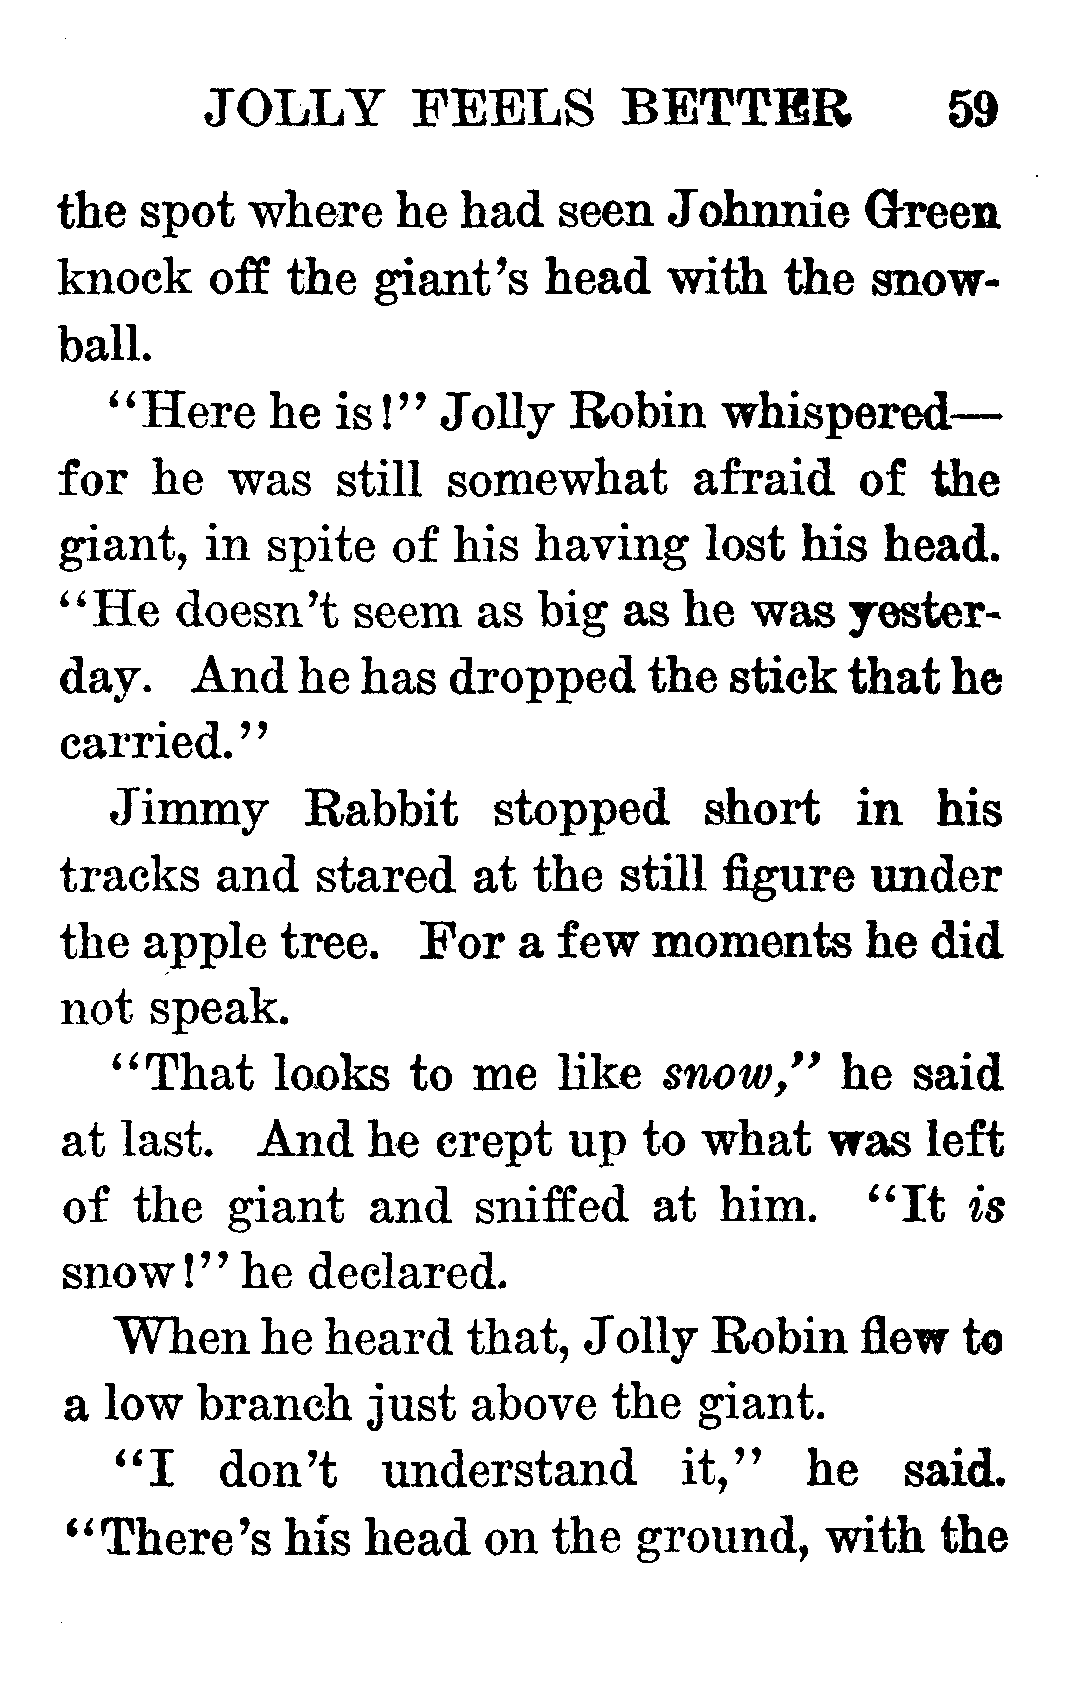 JOLLY FEELS BETTER 59
the spot where he had seen Johnnie Green
knock off the giant's head with the snow-
ball.
"Here he is!" Jolly Robin whispered—
for he was still somewhat afraid of the
giant, in spite of his having lost his head.
"He doesn't seem as big as he was yester-
day. And he has dropped the stick that he
carried."
Jimmy Rabbit stopped short in his
tracks and stared at the still figure under
the apple tree. For a few moments he did
not speak.
"That looks to me like snow," he said
at last. And he crept up to what was left
of the giant and sniffed at him. "It is
snow!" he declared.
When he heard that, Jolly Robin flew to
a low branch just above the giant.
"I don't understand it," he said.
"There's his head on the ground, with the